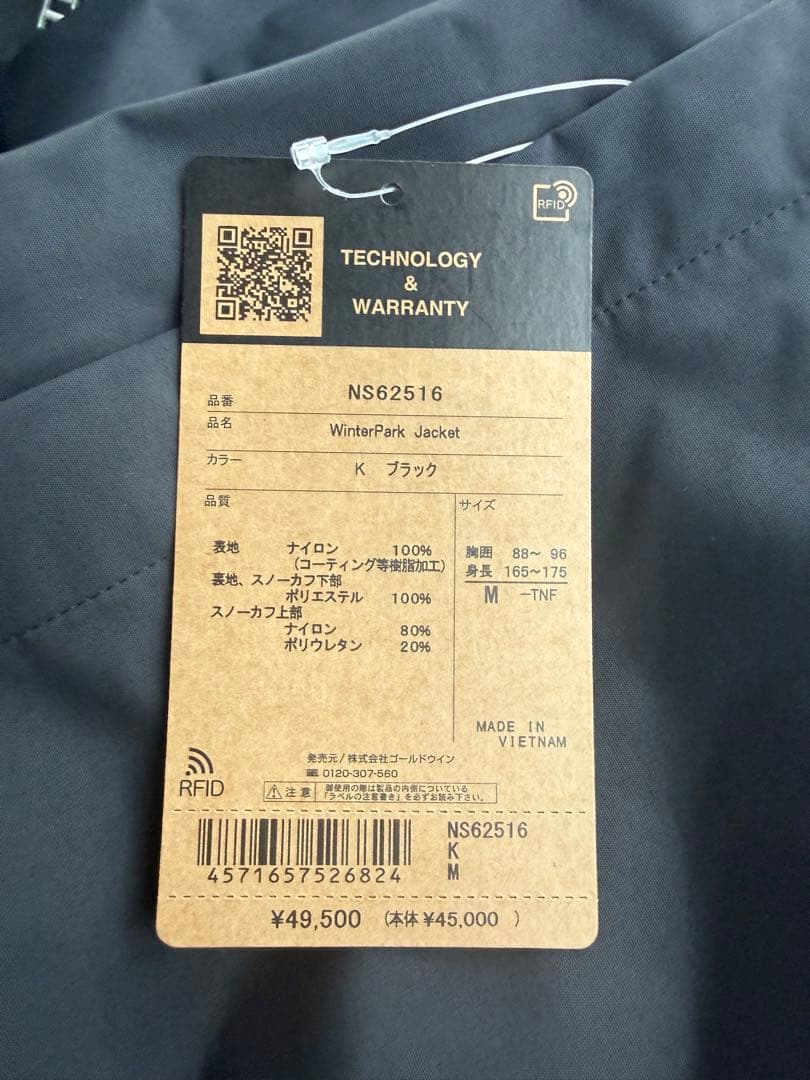 RFID
TECHNOLOGY
&
WARRANTY
品番 NS62516
品名 WinterPark Jacket
カラー K ブラック
品質
サイズ
表地 ナイロン 100%
(コーティング等樹脂加工)
裏地、スノーカフ下部
ポリエステル 100%
スノーカフ上部
ナイロン 80%
ポリウレタン 20%
胸囲 88~ 96
身長 165~175
M -TNF
MADE IN
VIETNAM
RFID
発売元/株式会社ゴールドウイン
0120-307-560
注意 御使用の際は製品の内側についている
「ラベルの注意書き」を必ずお読み下さい。
4571657526824
NS62516
K
M
¥49,500 (本体¥45,000 )